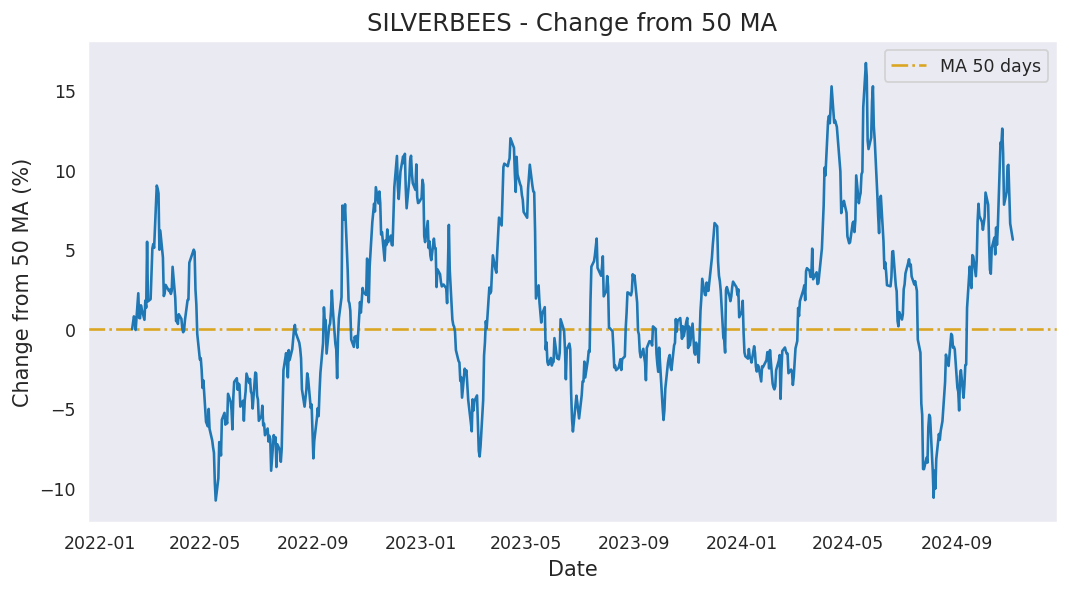 SILVERBEES - Change from 50 MA
MA 50 days
Change from 50 MA (%)
15
10
5
0
−5
−10
2022-01 2022-05 2022-09 2023-01 2023-05 2023-09 2024-01 2024-05 2024-09
Date